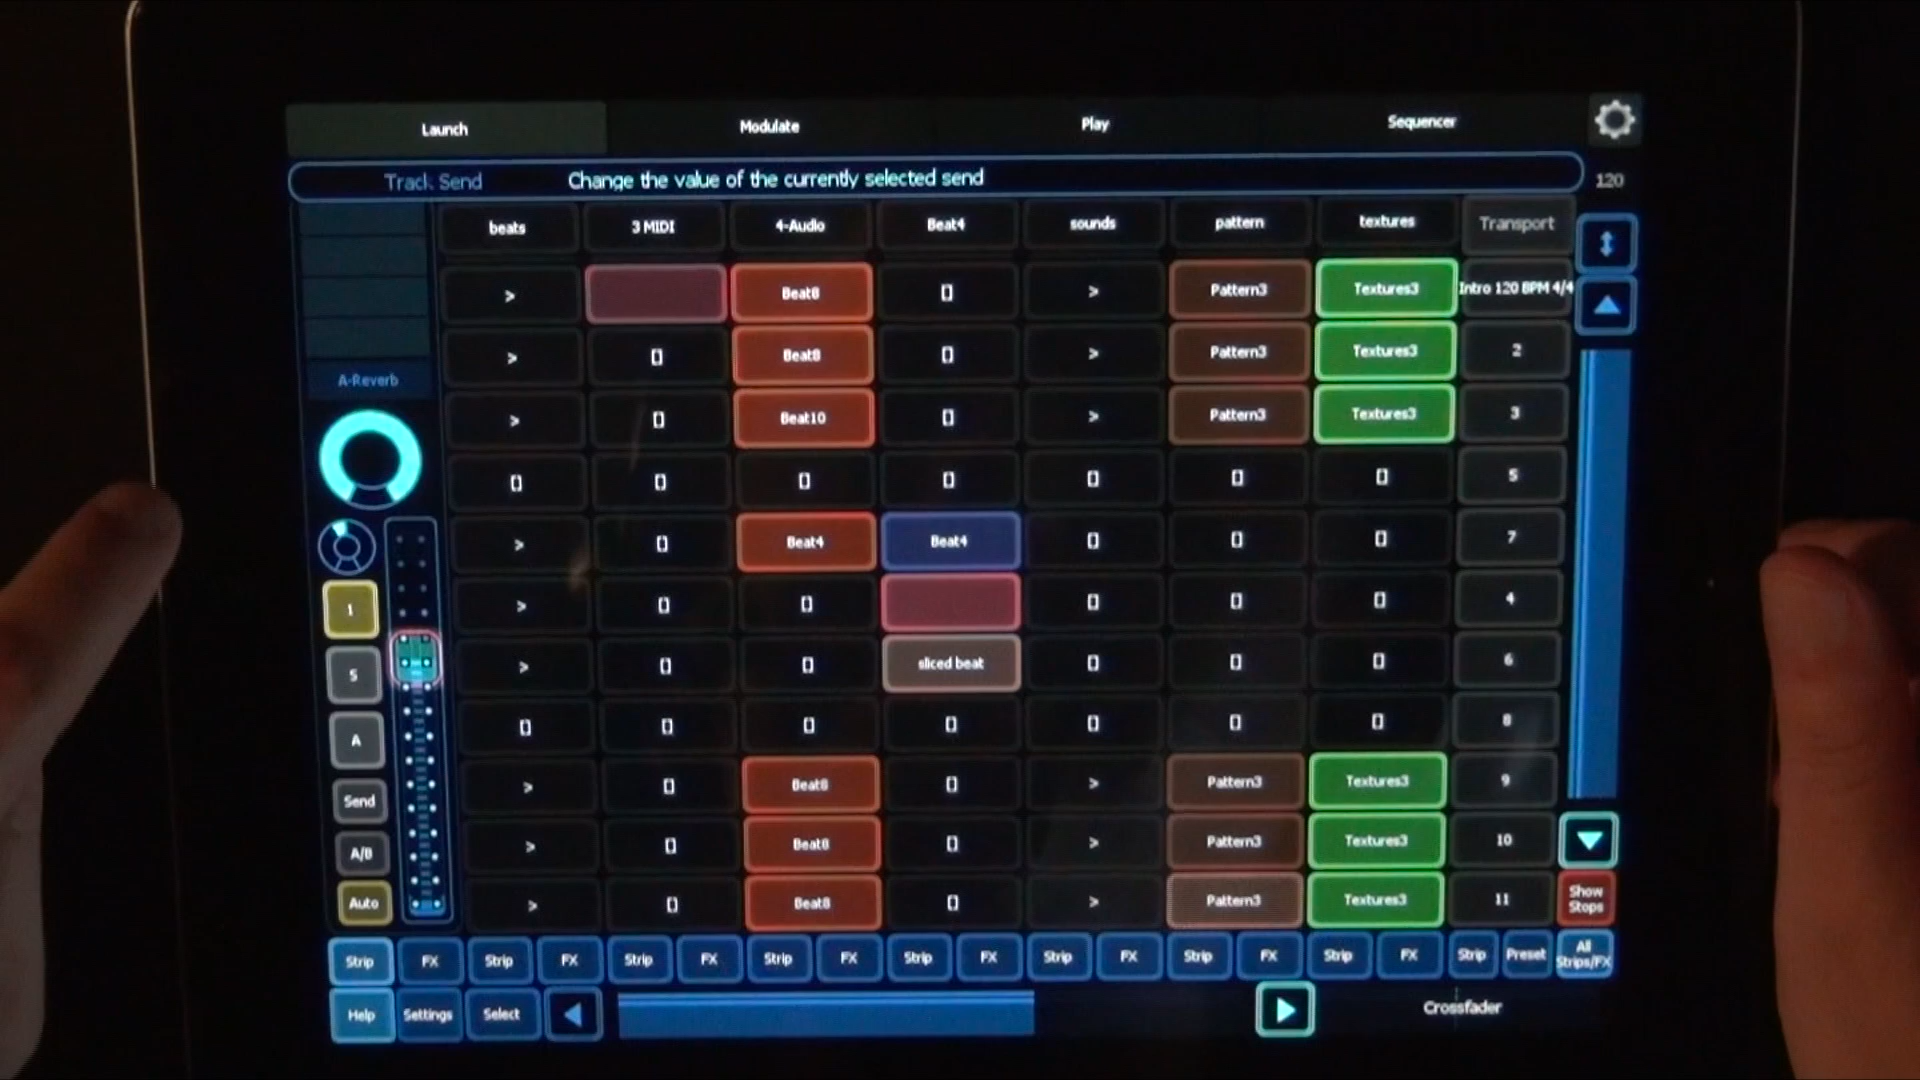 Launch Modulate Play Sequencer
Track Send Change the value of the currently selected send 120
beats 3 MIDI 4-Audio Beat4 sounds pattern textures Transport
> Beat8 [] > Pattern3 Textures3 Intro 120 BPM 4/4
> [] Beat8 [] > Pattern3 Textures3 2
A-Reverb
> [] Beat10 [] > Pattern3 Textures3 3
[] [] [] [] [] [] [] 5
> [] Beat4 Beat4 [] [] [] 7
1 > [] [] [] [] [] 4
S > [] [] sliced beat [] [] [] 6
A [] [] [] [] [] [] [] 8
Send > [] Beat8 [] > Pattern3 Textures3 9
A/B > [] Beat8 [] > Pattern3 Textures3 10
Auto > [] Beat8 [] > Pattern3 Textures3 11 Show Stops
Strip FX Strip FX Strip FX Strip FX Strip FX Strip FX Strip FX Strip FX Strip Preset All Strips/FX
Help Settings Select Crossfader